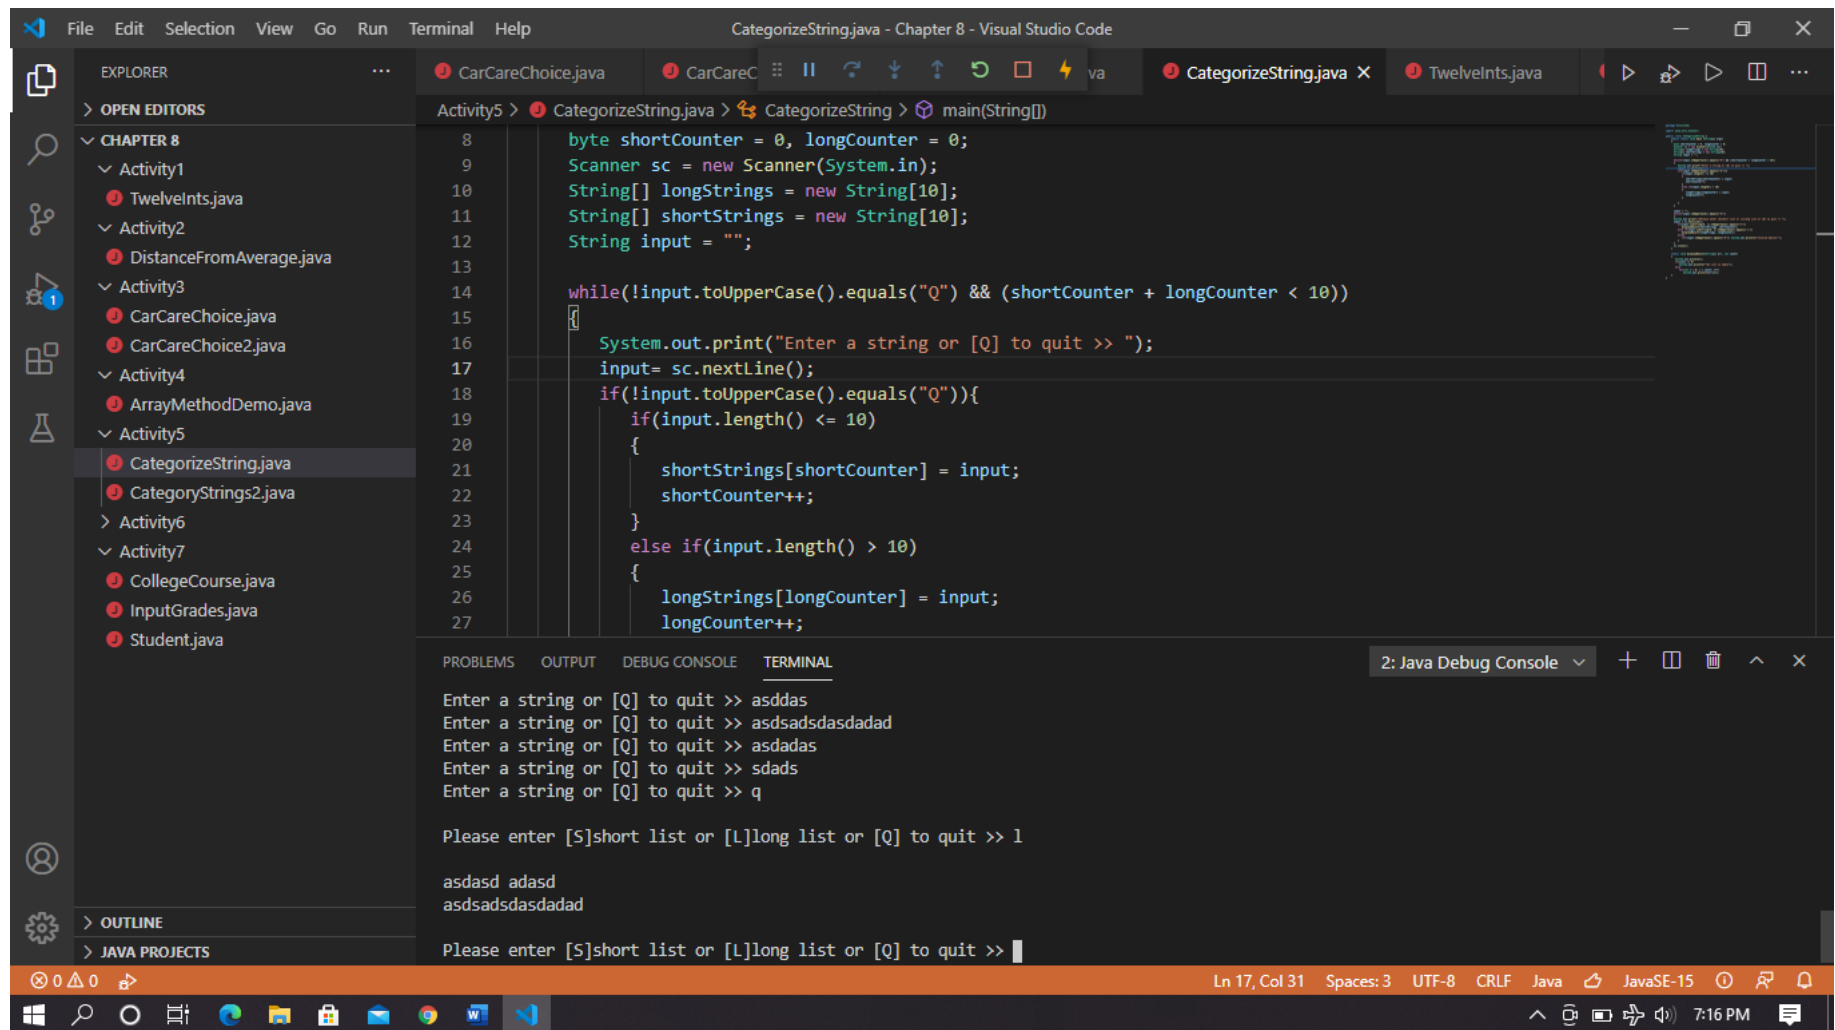 File Edit Selection View Go Run Terminal Help
CategorizeString.java - Chapter 8 - Visual Studio Code
EXPLORER
OPEN EDITORS
CHAPTER 8
Activity1
TwelveInts.java
Activity2
DistanceFromAverage.java
Activity3
CarCareChoice.java
CarCareChoice2.java
Activity4
ArrayMethodDemo.java
Activity5
CategorizeString.java
CategoryStrings2.java
Activity6
Activity7
CollegeCourse.java
InputGrades.java
Student.java
OUTLINE
JAVA PROJECTS
1
CarCareChoice.java CarCareC va CategorizeString.java TwelveInts.java
Activity5 > CategorizeString.java > CategorizeString > main(String[])
8 byte shortCounter = 0, longCounter = 0;
9 Scanner sc = new Scanner(System.in);
10 String[] longStrings = new String[10];
11 String[] shortStrings = new String[10];
12 String input = "";
13
14 while(!input.toUpperCase().equals("Q") && (shortCounter + longCounter < 10))
15 {
16 System.out.print("Enter a string or [Q] to quit >> ");
17 input= sc.nextLine();
18 if(!input.toUpperCase().equals("Q")){
19 if(input.length() <= 10)
20 {
21 shortStrings[shortCounter] = input;
22 shortCounter++;
23 }
24 else if(input.length() > 10)
25 {
26 longStrings[longCounter] = input;
27 longCounter++;
PROBLEMS OUTPUT DEBUG CONSOLE TERMINAL
2: Java Debug Console
Enter a string or [Q] to quit >> asddas
Enter a string or [Q] to quit >> asdsadsdasdadad
Enter a string or [Q] to quit >> asdadas
Enter a string or [Q] to quit >> sdads
Enter a string or [Q] to quit >> q
Please enter [S]short list or [L]long list or [Q] to quit >> l
asdasd adasd
asdsadsdasdadad
Please enter [S]short list or [L]long list or [Q] to quit >>
0 0
Ln 17, Col 31 Spaces: 3 UTF-8 CRLF Java JavaSE-15
7:16 PM